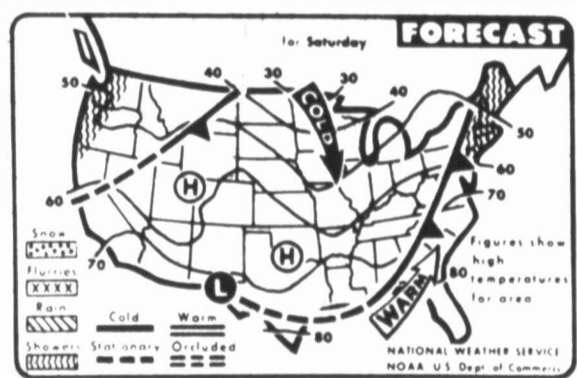 FORECAST
for Saturday
50
40
30
30
40
50
COLD
60
60
70
H
H
70
80
L
80
WARM
Figures show
high
temperatures
for area
Snow
Flurries
XXXX
Rain
Showers
Cold
Warm
Stationary
Occluded
NATIONAL WEATHER SERVICE
NOAA U S Dept of Commerce